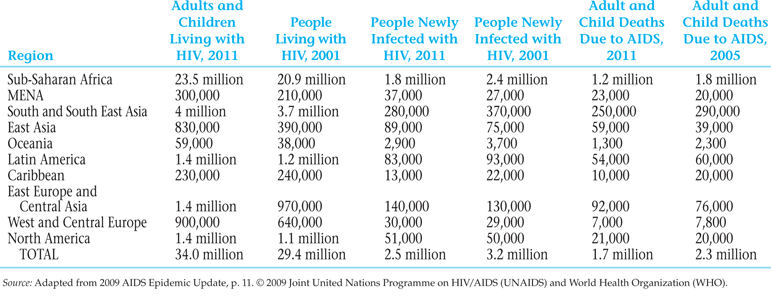 Adults and Children Living with HIV, 2011
People Living with HIV, 2001
People Newly Infected with HIV, 2011
People Newly Infected with HIV, 2001
Adult and Child Deaths Due to AIDS, 2011
Adult and Child Deaths Due to AIDS, 2005
Region
Sub-Saharan Africa 23.5 million 20.9 million 1.8 million 2.4 million 1.2 million 1.8 million
MENA 300,000 210,000 37,000 27,000 23,000 20,000
South and South East Asia 4 million 3.7 million 280,000 370,000 250,000 290,000
East Asia 830,000 390,000 89,000 75,000 59,000 39,000
Oceania 59,000 38,000 2,900 3,700 1,300 2,300
Latin America 1.4 million 1.2 million 83,000 93,000 54,000 60,000
Caribbean 230,000 240,000 13,000 22,000 10,000 20,000
East Europe and
Central Asia 1.4 million 970,000 140,000 130,000 92,000 76,000
West and Central Europe 900,000 640,000 30,000 29,000 7,000 7,800
North America 1.4 million 1.1 million 51,000 50,000 21,000 20,000
TOTAL 34.0 million 29.4 million 2.5 million 3.2 million 1.7 million 2.3 million
Source: Adapted from 2009 AIDS Epidemic Update, p. 11. © 2009 Joint United Nations Programme on HIV/AIDS (UNAIDS) and World Health Organization (WHO).